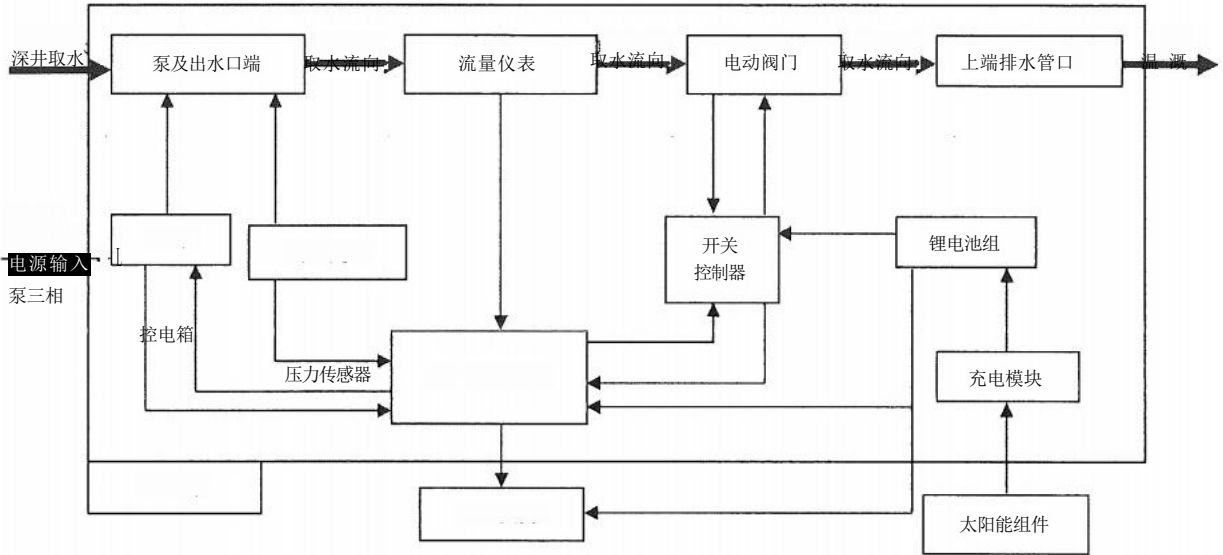 深井取水
泵及出水口端
取水流向
流量仪表
取水流向
电动阀门
取水流向
上端排水管口
温 溉
开关
控制器
锂电池组
电源输入
泵三相
控电箱
压力传感器
充电模块
太阳能组件